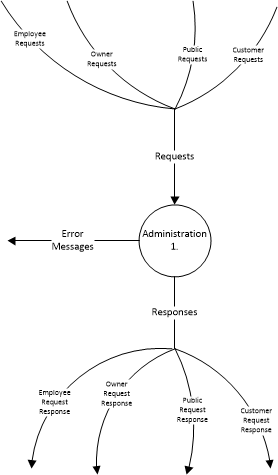 Employee
Requests
Owner
Requests
Public
Requests
Customer
Requests
Requests
Administration
1.
Error
Messages
Responses
Employee
Request
Response
Owner
Request
Response
Public
Request
Response
Customer
Request
Response